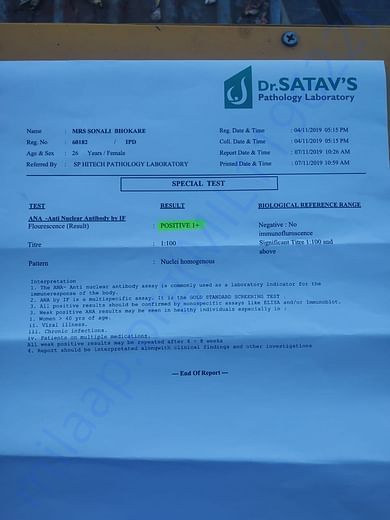 Dr.SATAV'S
Pathology Laboratory
Name : MRS SONALI BHOKARE Reg. Date & Time : 04/11/2019 05:15 PM
Reg. No : 60182 / IPD Coll. Date & Time : 04/11/2019 05:15 PM
Age & Sex : 26 Years / Female Report Date & Time : 07/11/2019 10:26 AM
Referred By : SP HITECH PATHOLOGY LABORATORY Printed Date & Time : 07/11/2019 10:59 AM
SPECIAL TEST
TEST RESULT BIOLOGICAL REFERENCE RANGE
ANA -Anti Nuclear Antibody by IF
Flourescence (Result) : POSITIVE 1+ Negative : No
immunofluroscence
Titre : 1:100 Significant Titre 1:100 and
above
Pattern : Nuclei homogenous
Interpretation
1. The ANA- Anti nuclear antibody assay is commonly used as a laboratory indicator for the
immuneresponse of the body.
2. ANA by IF is a multispecific assay. It is the GOLD STANDARD SCREENING TEST
3. All positive results should be confirmed by monospecific assays like ELISA and/or Immunoblot.
3. Weak positive ANA results may be seen in healthy individuals especially in :
i. Women > 40 yrs of age.
ii. Viral illness.
iii. Chronic infections.
iv. Patients on multiple medications.
All weak positive results may be repeated after 4 - 8 weeks
4. Report should be interpretated alongwith clinical findings and other investigations
--- End Of Report ---